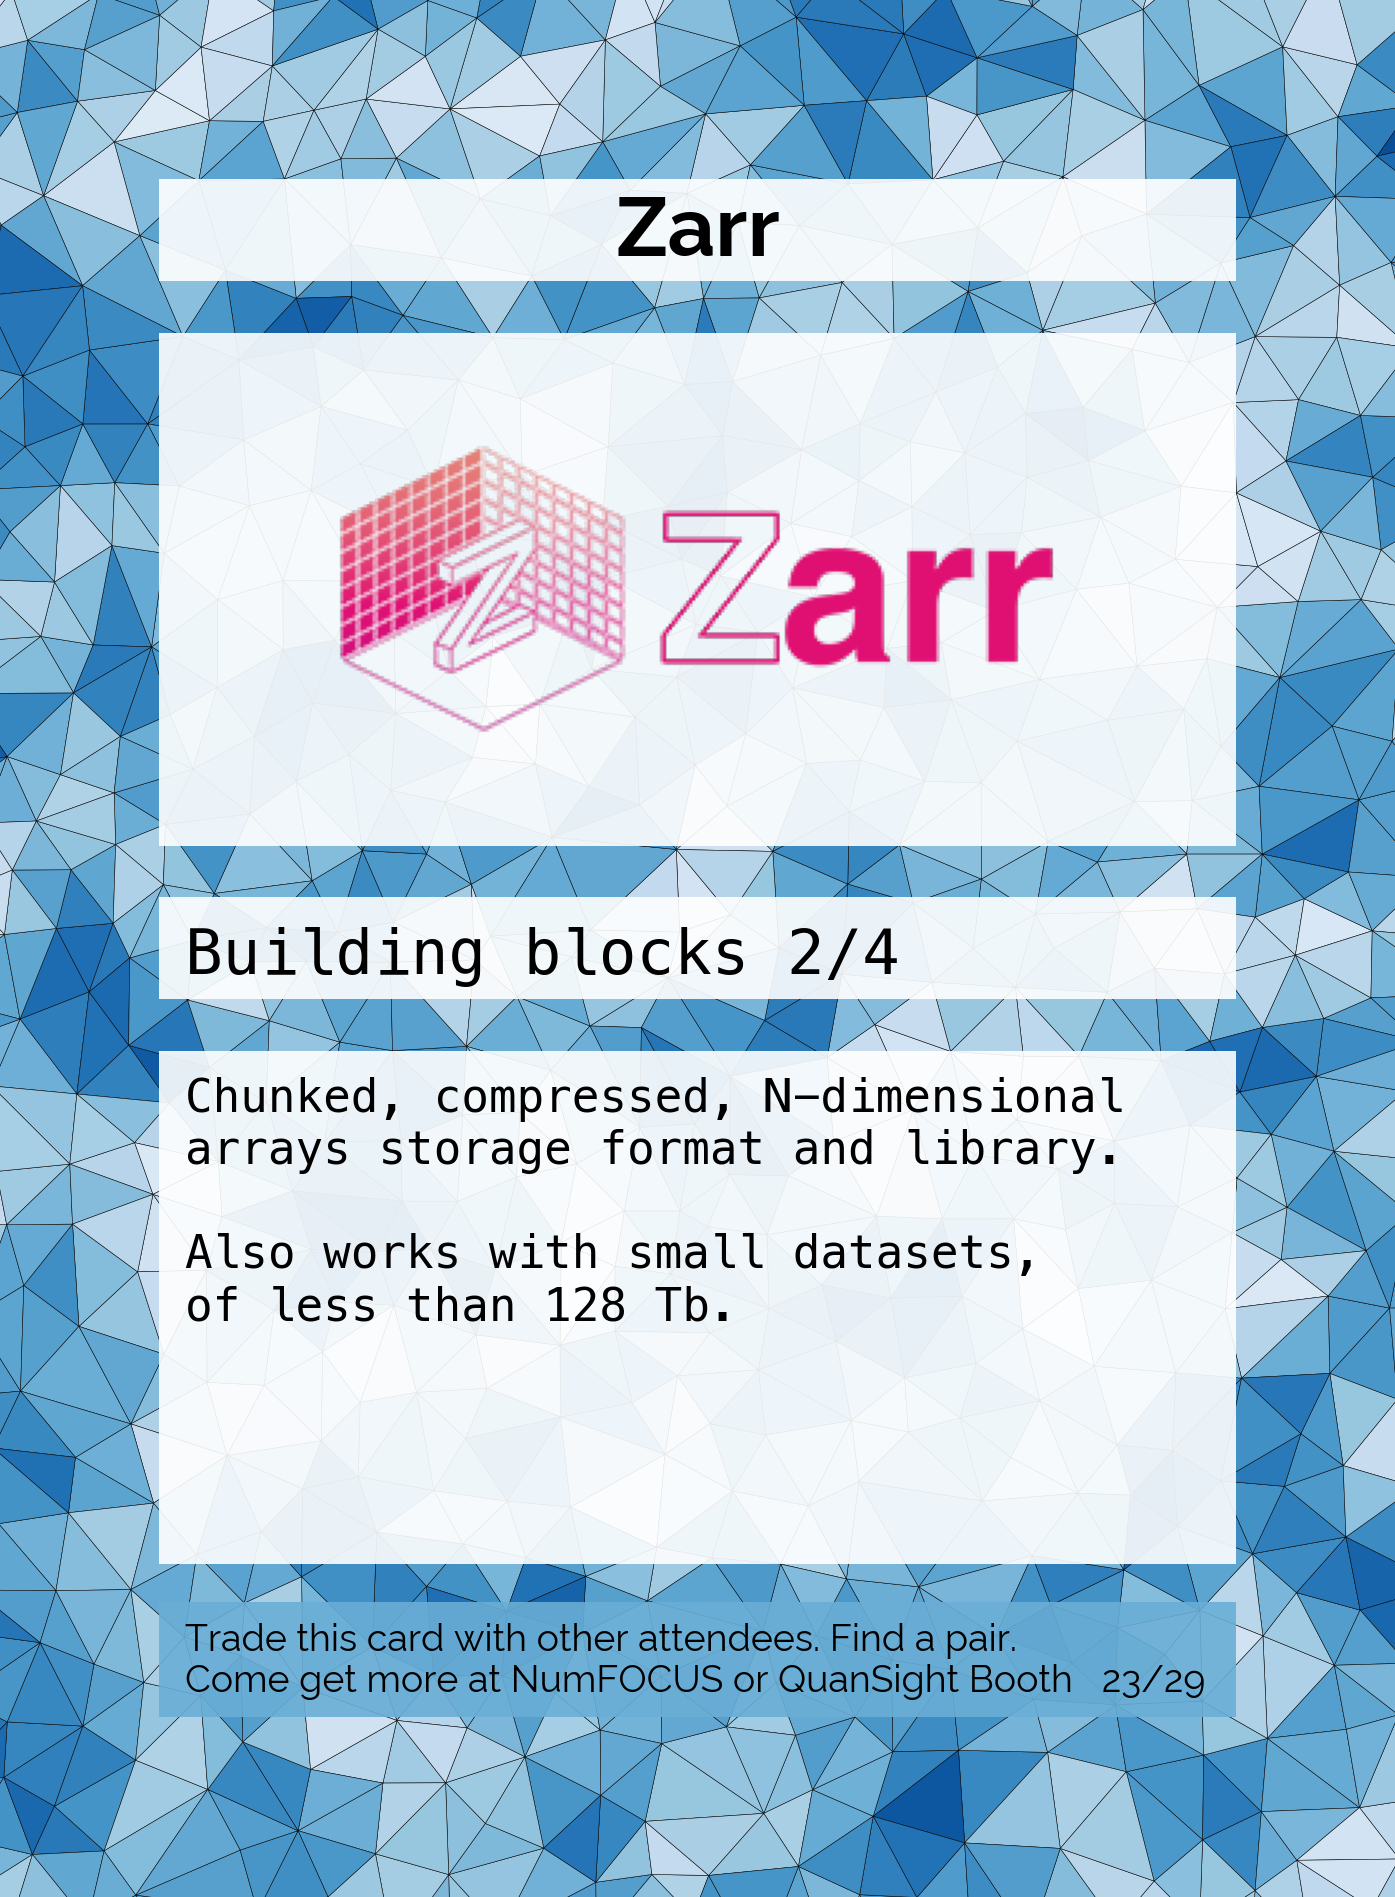 Zarr
Z Zarr
Building blocks 2/4
Chunked, compressed, N–dimensional
arrays storage format and library.
Also works with small datasets,
of less than 128 Tb.
Trade this card with other attendees. Find a pair.
Come get more at NumFOCUS or QuanSight Booth 23/29